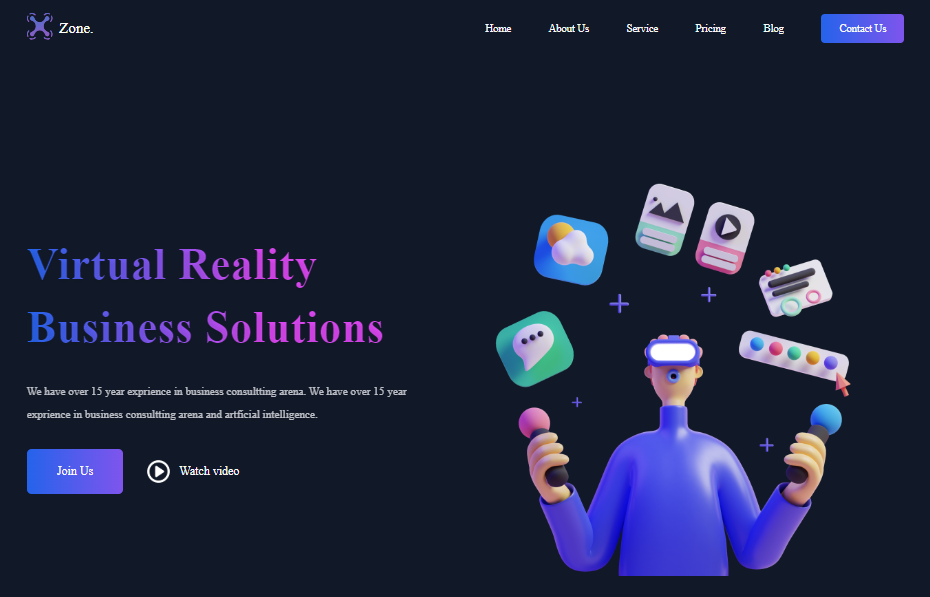 Zone.
Home About Us Service Pricing Blog Contact Us
Virtual Reality
Business Solutions
We have over 15 year exprience in business consultting arena. We have over 15 year
exprience in business consultting arena and artficial intelligence.
Join Us Watch video